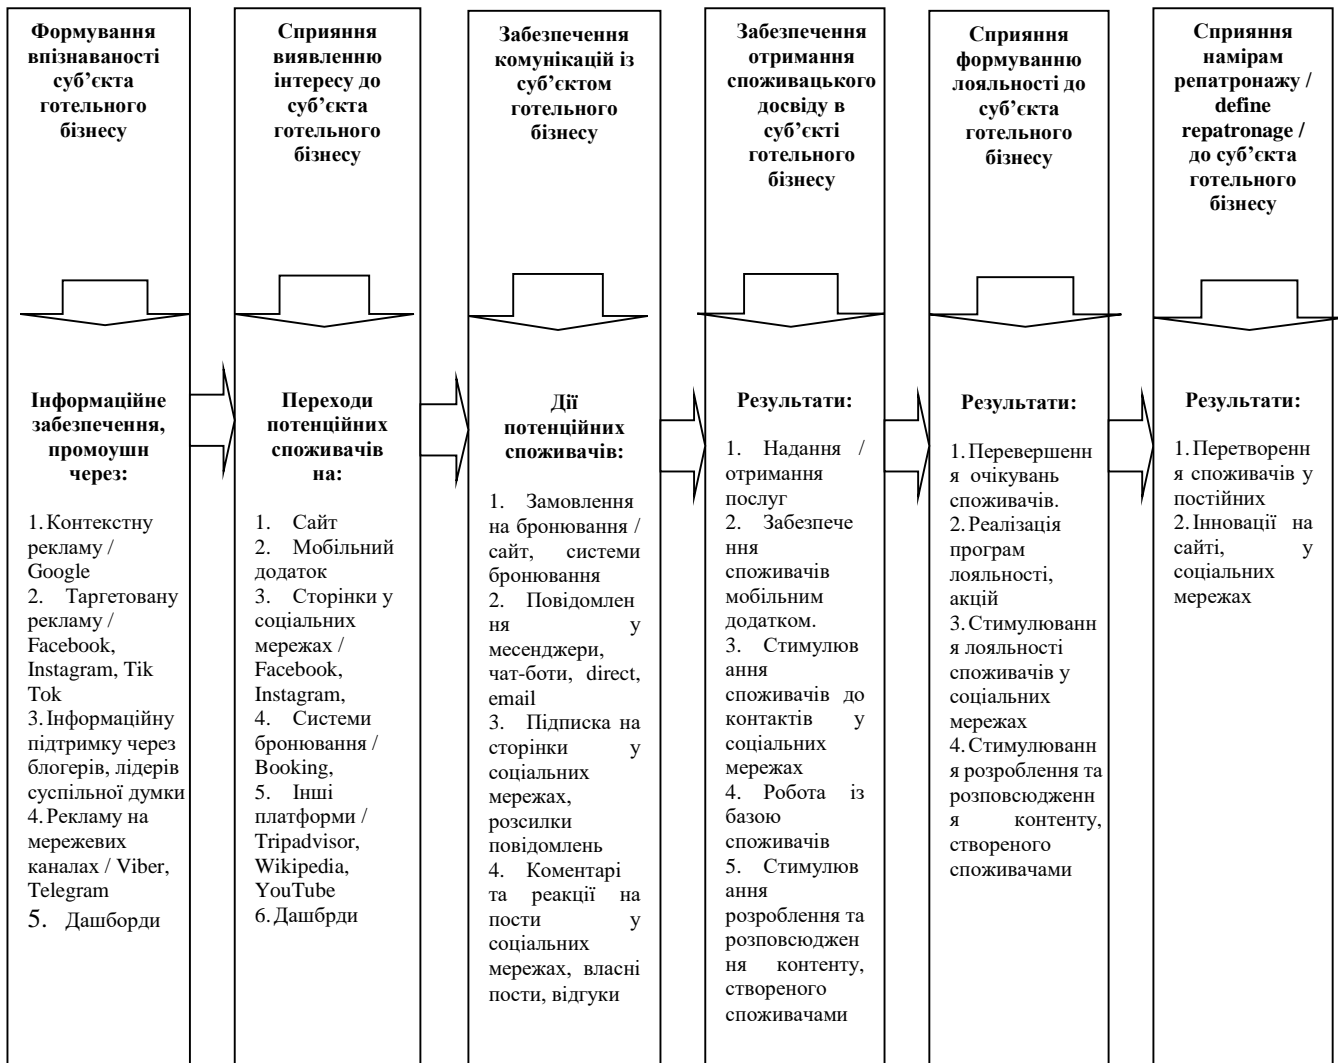 Формування
впізнаваності
суб’єкта
готельного
бізнесу
Інформаційне
забезпечення,
промоушн
через:
1. Контекстну
рекламу /
Google
2. Таргетовану
рекламу /
Facebook,
Instagram, Tik
Tok
3. Інформаційну
підтримку через
блогерів, лідерів
суспільної думки
4. Рекламу на
мережевих
каналах / Viber,
Telegram
5. Дашборди
Сприяння
виявленню
інтересу до
суб’єкта
готельного
бізнесу
Переходи
потенційних
споживачів
на:
1. Сайт
2. Мобільний
додаток
3. Сторінки у
соціальних
мережах /
Facebook,
Instagram,
4. Системи
бронювання /
Booking,
5. Інші
платформи /
Tripadvisor,
Wikipedia,
YouTube
6. Дашбрди
Забезпечення
комунікацій із
суб’єктом
готельного
бізнесу
Дії
потенційних
споживачів:
1. Замовлення
на бронювання /
сайт, системи
бронювання
2. Повідомлен
ня у
месенджери,
чат-боти, direct,
email
3. Підписка на
сторінки у
соціальних
мережах,
розсилки
повідомлень
4. Коментарі
та реакції на
пости у
соціальних
мережах, власні
пости, відгуки
Забезпечення
отримання
споживацького
досвіду в
суб’єкті
готельного
бізнесу
Результати:
1. Надання /
отримання
послуг
2. Забезпече
ння
споживачів
мобільним
додатком.
3. Стимулюв
ання
споживачів до
контактів у
соціальних
мережах
4. Робота із
базою
споживачів
5. Стимулюв
ання
розроблення та
розповсюджен
ня контенту,
створеного
споживачами
Сприяння
формуванню
лояльності до
суб’єкта
готельного
бізнесу
Результати:
1. Перевершенн
я очікувань
споживачів.
2. Реалізація
програм
лояльності,
акцій
3. Стимулюванн
я лояльності
споживачів у
соціальних
мережах
4. Стимулюванн
я розроблення та
розповсюдженн
я контенту,
створеного
споживачами
Сприяння
намірам
репатронажу /
define
repatronage /
до суб’єкта
готельного
бізнесу
Результати:
1. Перетворенн
я споживачів у
постійних
2. Інновації на
сайті, у
соціальних
мережах